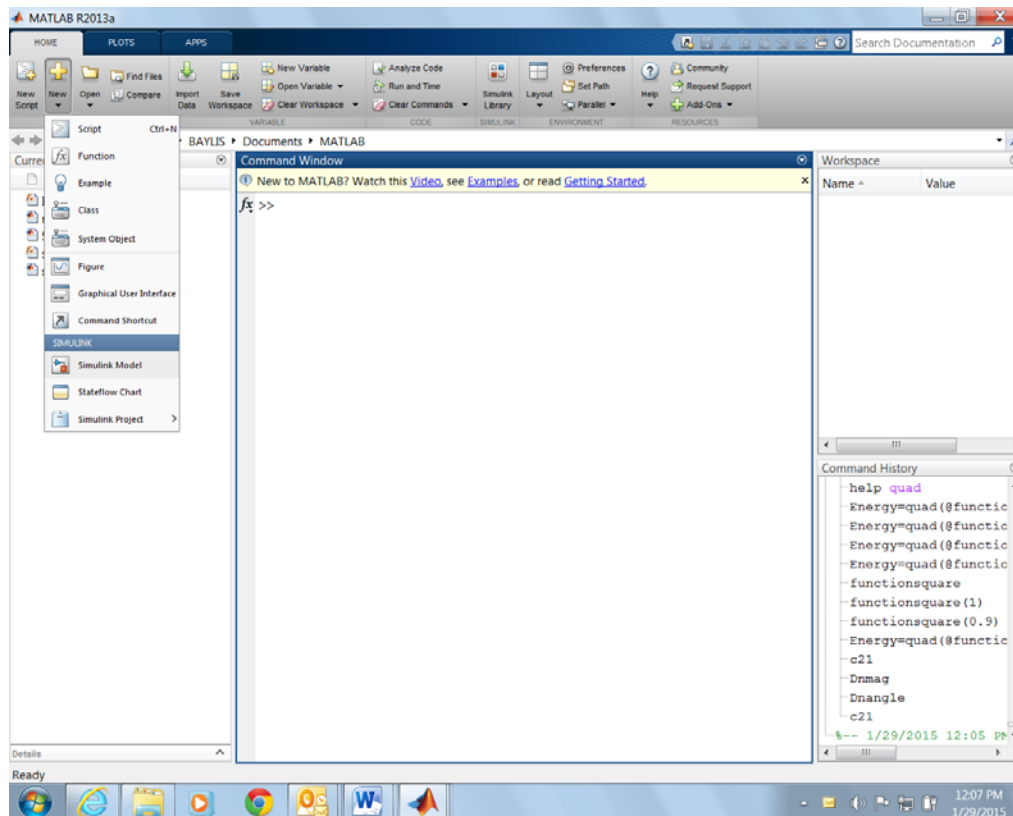 MATLAB R2013a
HOME PLOTS APPS
Search Documentation
New Script
New
Open
Find Files
Compare
Import Data
Save Workspace
New Variable
Open Variable
Clear Workspace
VARIABLE
Analyze Code
Run and Time
Clear Commands
CODE
Simulink Library
SIMULINK
Layout
Preferences
Set Path
Parallel
ENVIRONMENT
Help
Community
Request Support
Add-Ons
RESOURCES
BAYLIS Documents MATLAB
Script Ctrl+N
Function
Example
Class
System Object
Figure
Graphical User Interface
Command Shortcut
SIMULINK
Simulink Model
Stateflow Chart
Simulink Project
Details
Command Window
New to MATLAB? Watch this Video, see Examples, or read Getting Started.
fx >>
Workspace
Name Value
Command History
help quad
Energy=quad(@functic
Energy=quad(@functic
Energy=quad(@functic
Energy=quad(@functic
functionsquare
functionsquare(1)
functionsquare(0.9)
Energy=quad(@functic
c21
Dnmag
Dnangle
c21
%-- 1/29/2015 12:05 PM
Ready
12:07 PM
1/29/2015